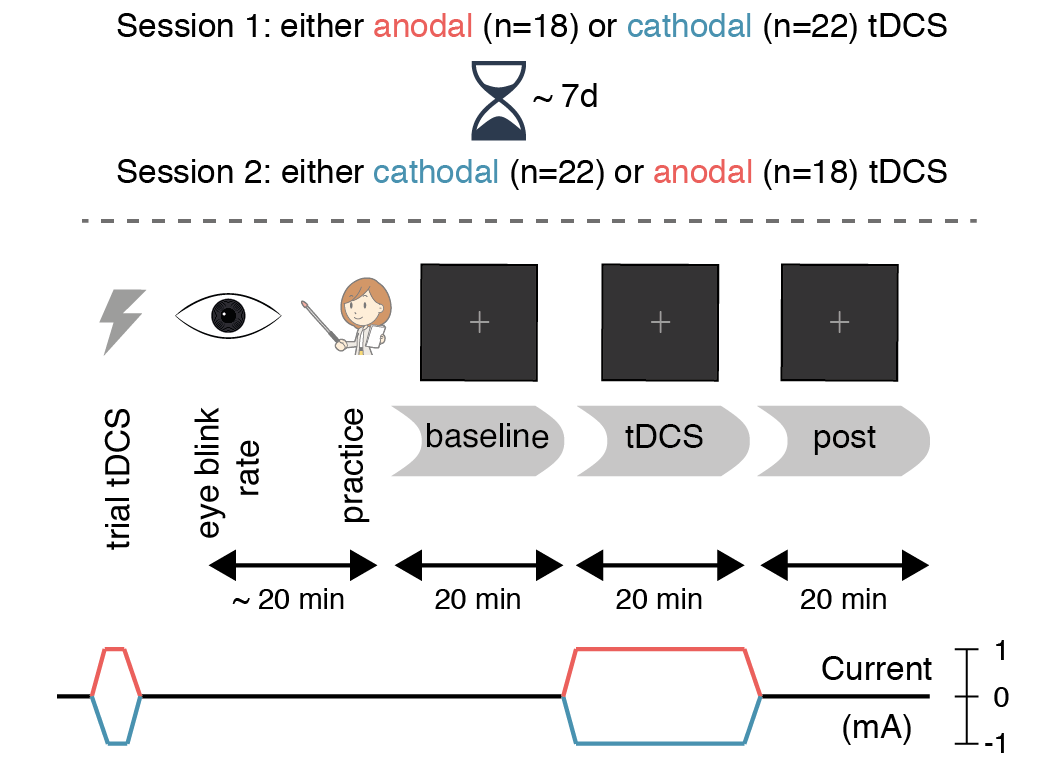 Session 1: either anodal (n=18) or cathodal (n=22) tDCS
~ 7d
Session 2: either cathodal (n=22) or anodal (n=18) tDCS
trial tDCS
eye blink
rate
practice
baseline
tDCS
post
~ 20 min
20 min
20 min
20 min
Current
(mA)
1
0
-1